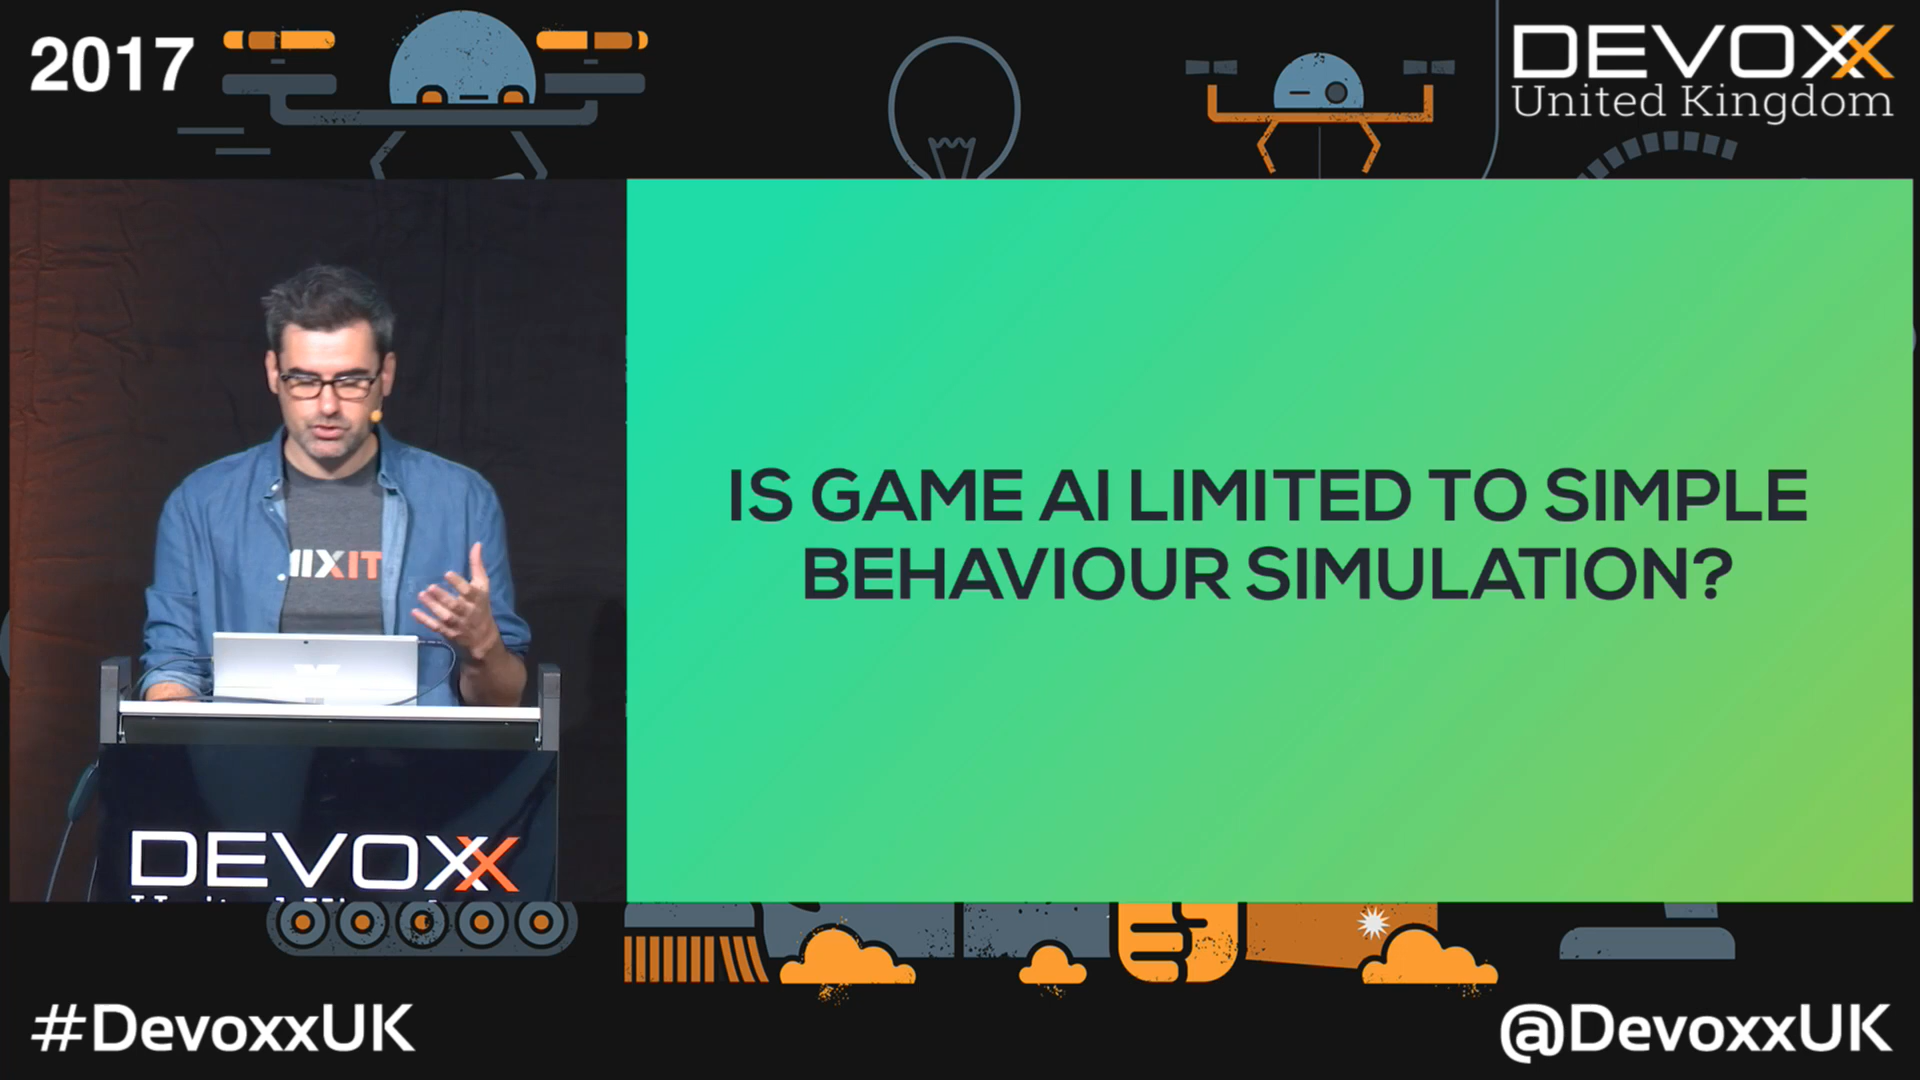 2017
DEVOXX
United Kingdom
IS GAME AI LIMITED TO SIMPLE
BEHAVIOUR SIMULATION?
MIXIT
DEVOXX
#DevoxxUK
@DevoxxUK